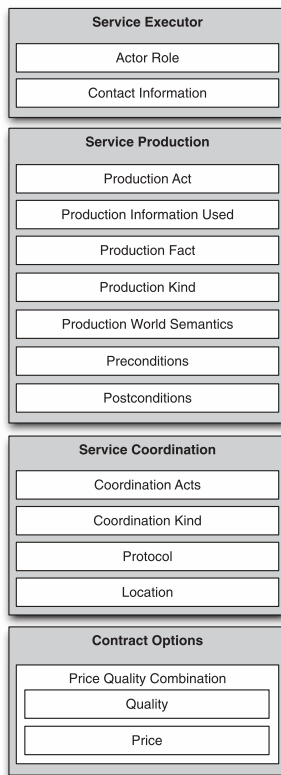 Service Executor
Actor Role
Contact Information
Service Production
Production Act
Production Information Used
Production Fact
Production Kind
Production World Semantics
Preconditions
Postconditions
Service Coordination
Coordination Acts
Coordination Kind
Protocol
Location
Contract Options
Price Quality Combination
Quality
Price